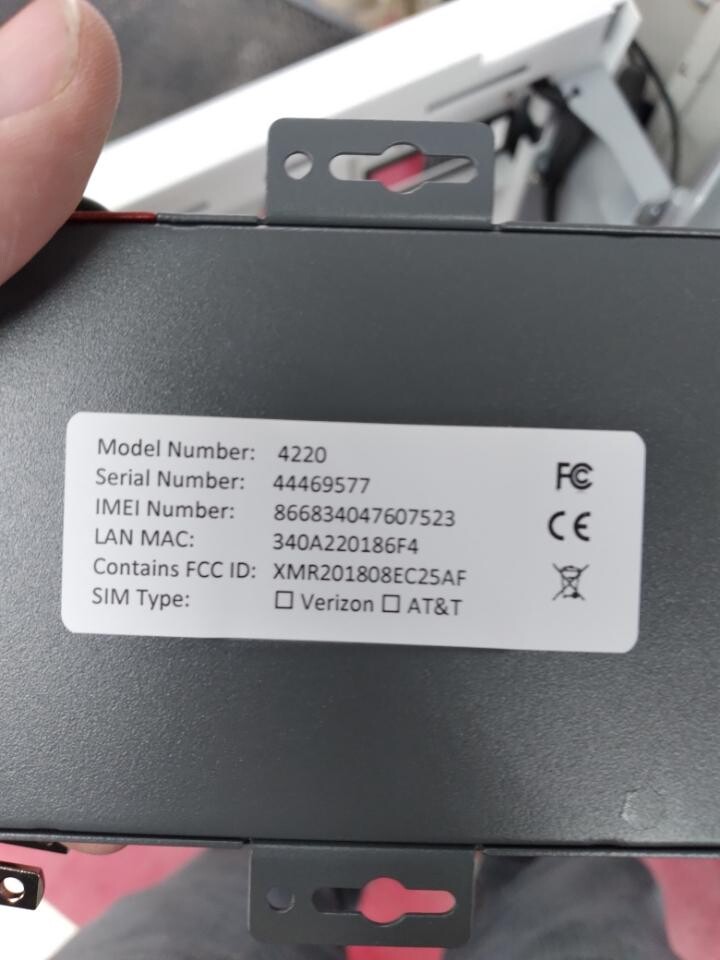 Model Number: 4220
Serial Number: 44469577
IMEI Number: 866834047607523
LAN MAC: 340A220186F4
Contains FCC ID: XMR201808EC25AF
SIM Type: ☐ Verizon ☐ AT&T
FC
CE